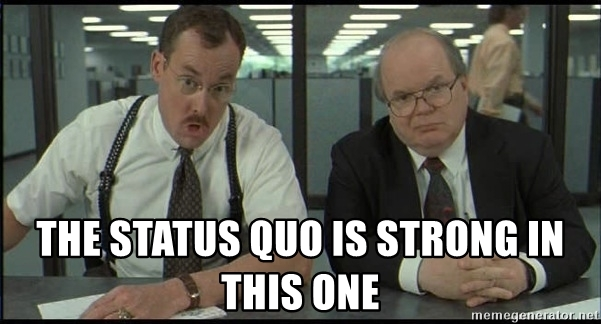 THE STATUS QUO IS STRONG IN
THIS ONE
memegenerator.net